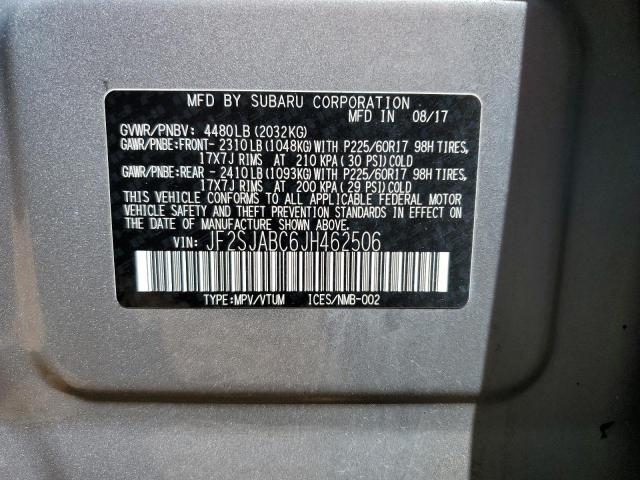 MFD BY SUBARU CORPORATION
MFD IN 08/17
GVWR/PNBV: 4480LB(2032KG)
GAWR/PNBE:FRONT- 2310LB(1048KG)WITH P225/60R17 98H TIRES,
17X7J RIMS AT 210 KPA ( 30 PSI)COLD
GAWR/PNBE:REAR - 2410LB(1093KG)WITH P225/60R17 98H TIRES,
17X7J RIMS AT 200 KPA ( 29 PSI)COLD
THIS VEHICLE CONFORMS TO ALL APPLICABLE FEDERAL MOTOR
VEHICLE SAFETY AND THEFT PREVENTION STANDARDS IN EFFECT
ON THE DATE OF MANUFACTURE SHOWN ABOVE.
VIN: JF2SJABC6JH462506
TYPE:MPV/VTUM ICES/NMB-002